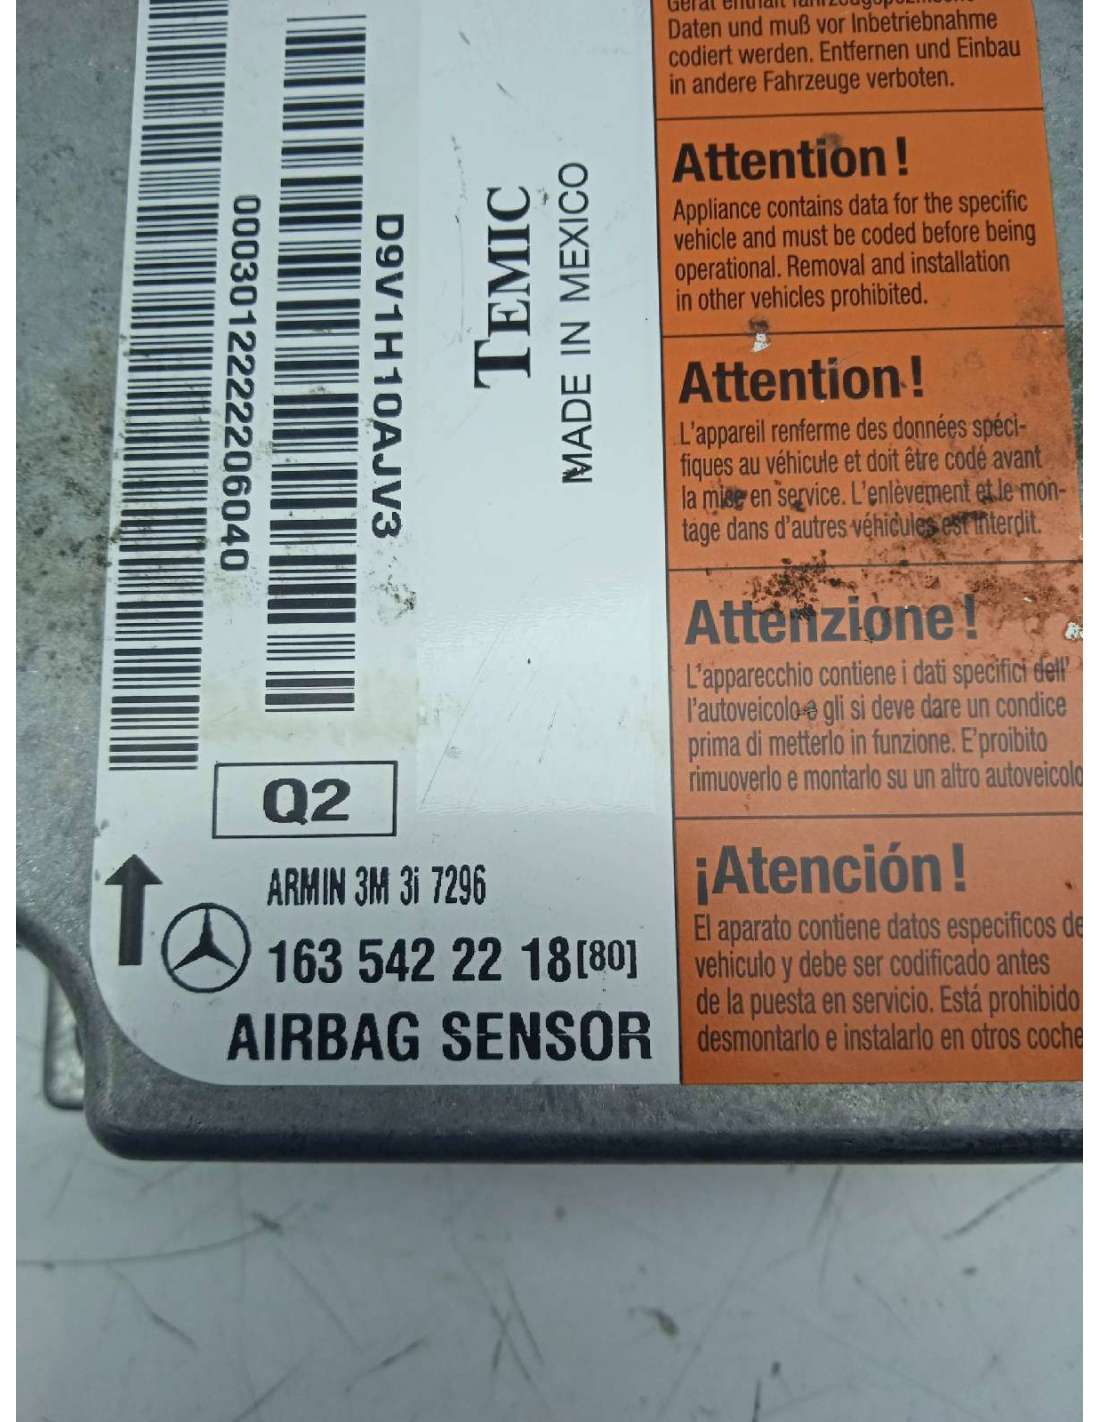 000301222206040
D9V1H10AJV3
TEMIC
MADE IN MEXICO
Q2
ARMIN 3M 3i 7296
163 542 22 18 [80]
AIRBAG SENSOR
Gerät enthält fahrzeugspezifische
Daten und muß vor Inbetriebnahme
codiert werden. Entfernen und Einbau
in andere Fahrzeuge verboten.
Attention!
Appliance contains data for the specific
vehicle and must be coded before being
operational. Removal and installation
in other vehicles prohibited.
Attention!
L'appareil renferme des données spéci-
fiques au véhicule et doit être codé avant
la mise en service. L'enlèvement et le mon-
tage dans d'autres véhicules est interdit.
Attenzione!
L'apparecchio contiene i dati specifici dell'
l'autoveicolo e gli si deve dare un condice
prima di metterlo in funzione. E'proibito
rimuoverlo e montarlo su un altro autoveicolo
¡Atención!
El aparato contiene datos especificos de
vehiculo y debe ser codificado antes
de la puesta en servicio. Está prohibido
desmontarlo e instalarlo en otros coche